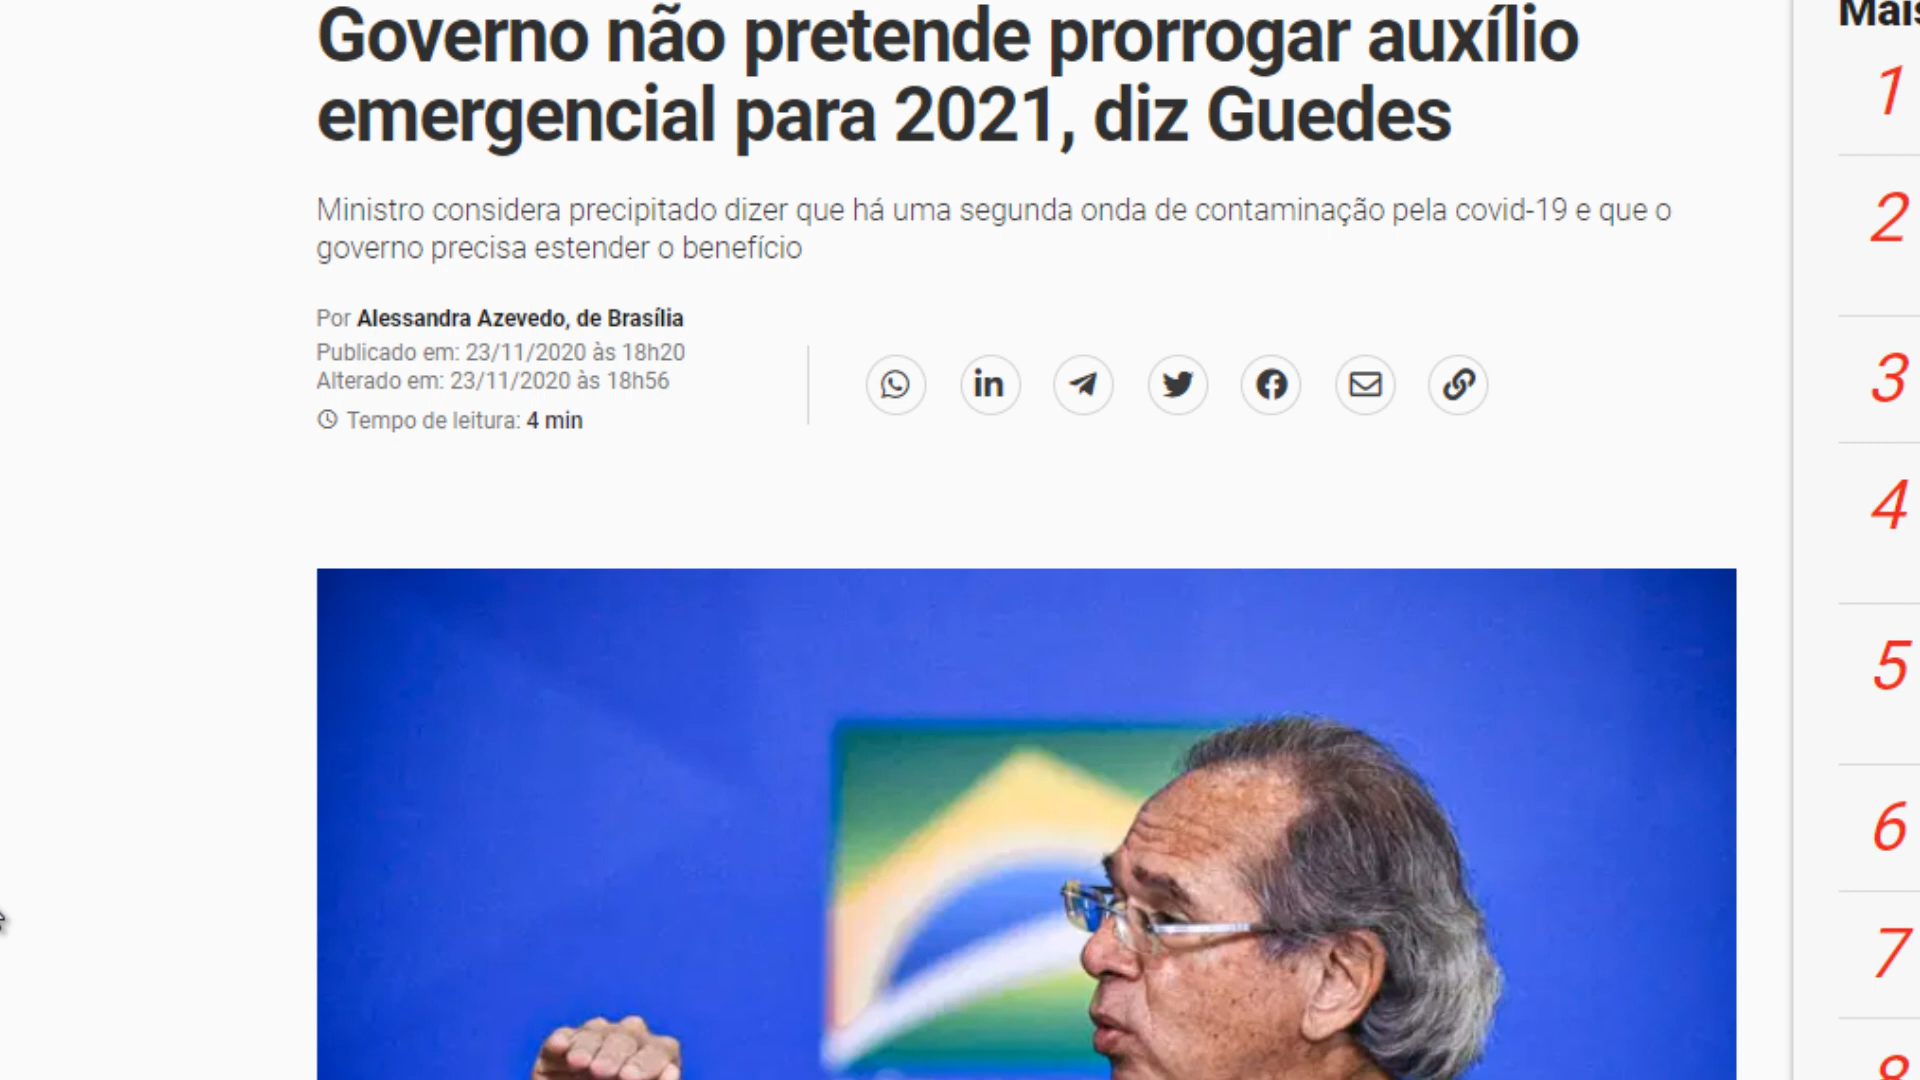 Governo não pretende prorrogar auxílio
emergencial para 2021, diz Guedes
Ministro considera precipitado dizer que há uma segunda onda de contaminação pela covid-19 e que o
governo precisa estender o benefício
Por Alessandra Azevedo, de Brasília
Publicado em: 23/11/2020 às 18h20
Alterado em: 23/11/2020 às 18h56
Tempo de leitura: 4 min
in
Mais
1
2
3
4
5
6
7
8